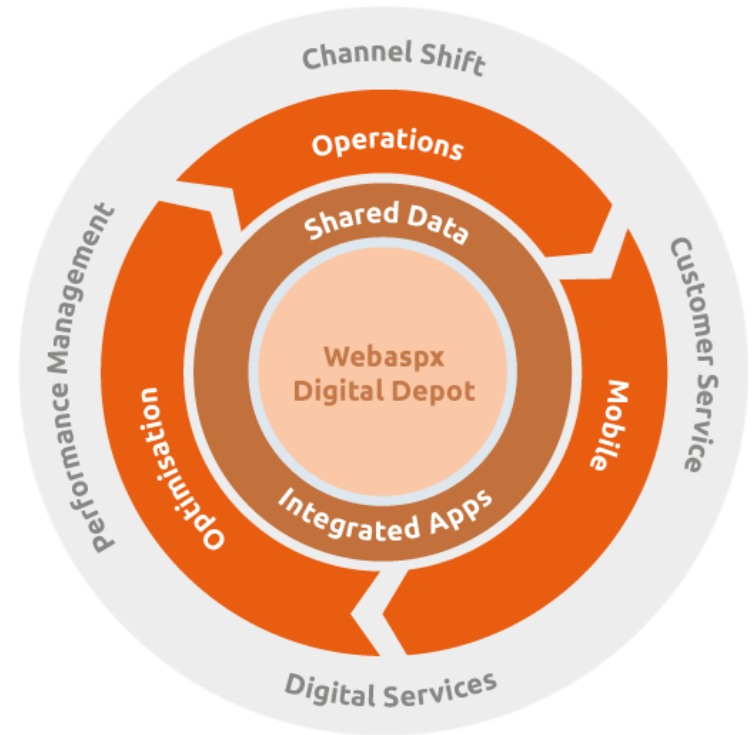 Channel Shift
Operations
Shared Data
Performance Management
Customer Service
Webaspx
Digital Depot
Optimisation
Mobile
Integrated Apps
Digital Services